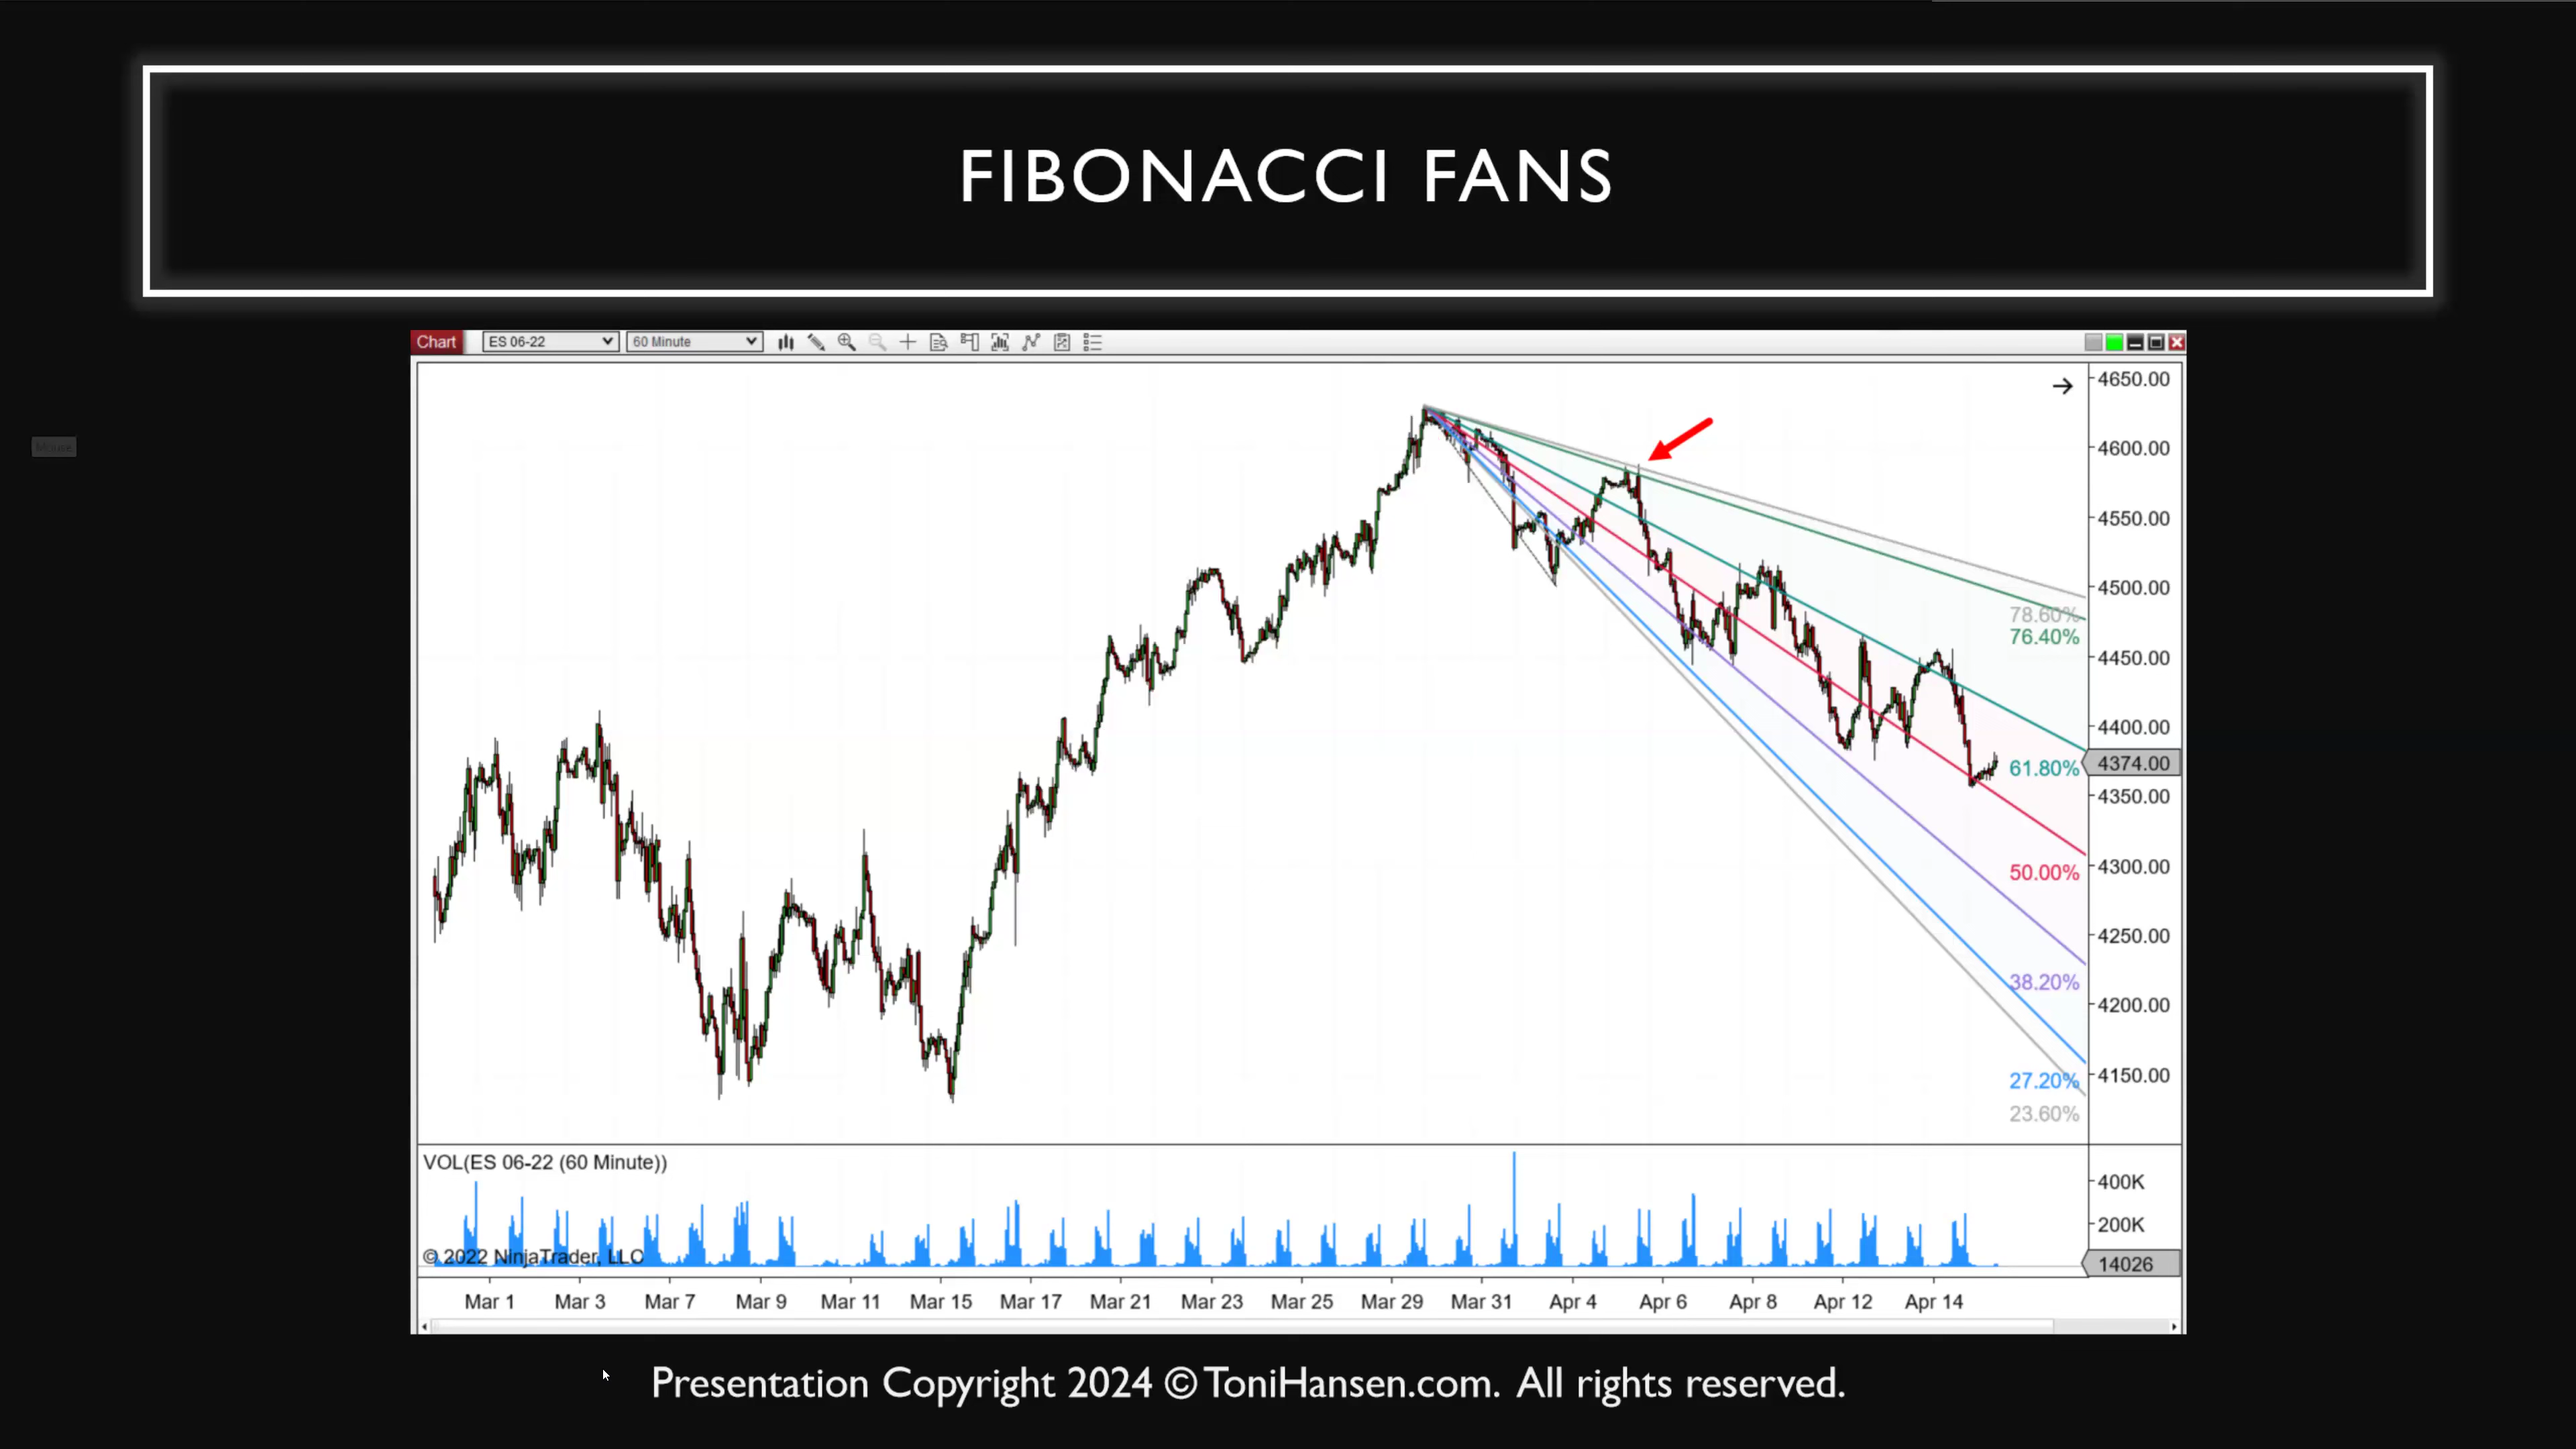 FIBONACCI FANS
Chart ES 06-22 60 Minute
4650.00
4600.00
4550.00
4500.00
78.60%
76.40%
4450.00
4400.00
61.80%
4374.00
4350.00
4300.00
50.00%
4250.00
38.20%
4200.00
27.20%
4150.00
23.60%
VOL(ES 06-22 (60 Minute))
400K
200K
© 2022 NinjaTrader, LLC
14026
Mar 1 Mar 3 Mar 7 Mar 9 Mar 11 Mar 15 Mar 17 Mar 21 Mar 23 Mar 25 Mar 29 Mar 31 Apr 4 Apr 6 Apr 8 Apr 12 Apr 14
Presentation Copyright 2024 © ToniHansen.com. All rights reserved.